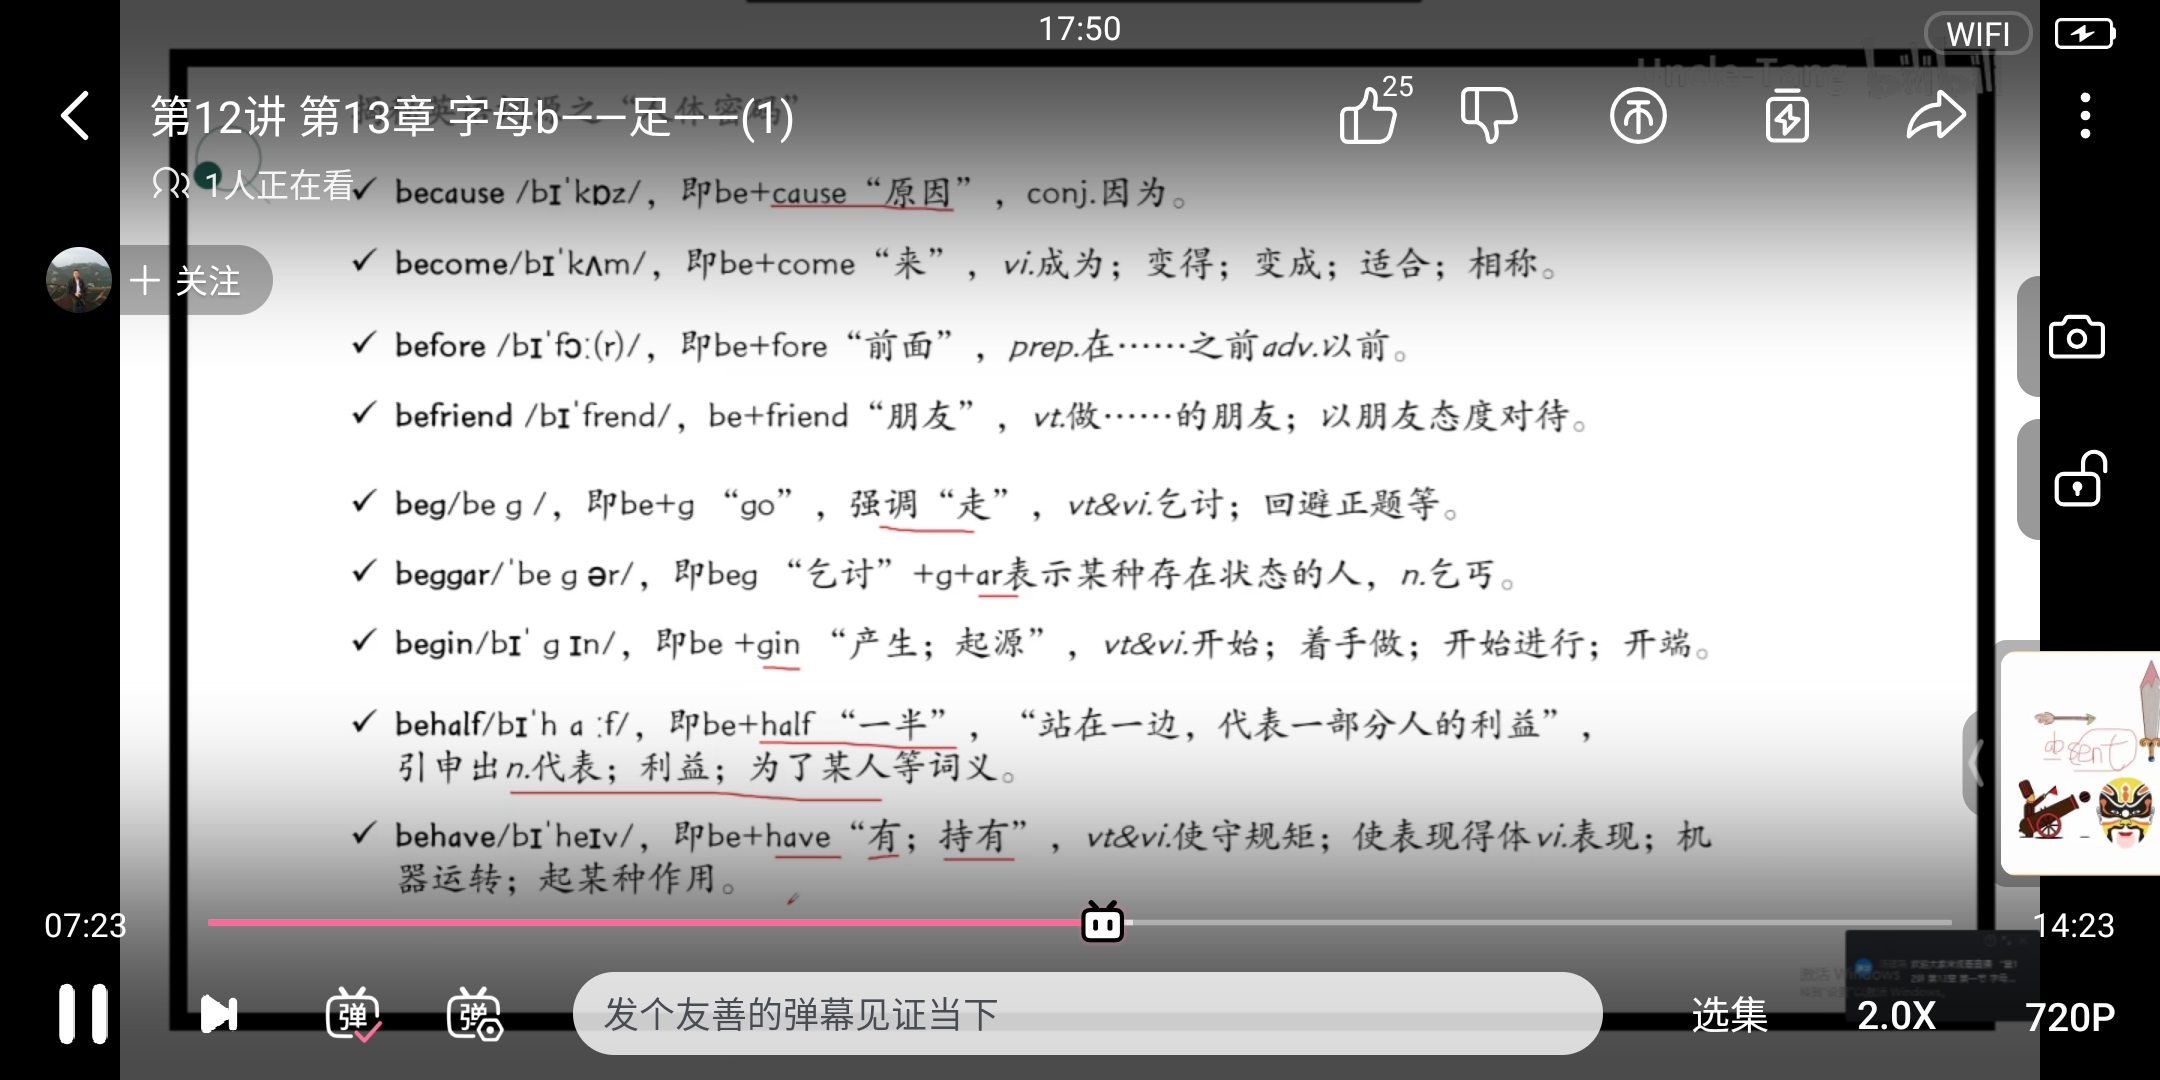 17:50
WIFI
第12讲 第13章 字母b——足——(1)
25
1人正在看
✓ because /bɪˈkɒz/，即be+cause“原因”，conj.因为。
+ 关注
✓ become/bɪˈkʌm/，即be+come“来”，vi.成为；变得；变成；适合；相称。
✓ before /bɪˈfɔː(r)/，即be+fore“前面”，prep.在……之前adv.以前。
✓ befriend /bɪˈfrend/，be+friend“朋友”，vt.做……的朋友；以朋友态度对待。
✓ beg/be g /，即be+g “go”，强调“走”，vt&vi.乞讨；回避正题等。
✓ beggar/ˈbe g ər/，即beg “乞讨”+g+ar表示某种存在状态的人，n.乞丐。
✓ begin/bɪˈ g ɪn/，即be +gin “产生；起源”，vt&vi.开始；着手做；开始进行；开端。
✓ behalf/bɪˈh ɑ ːf/，即be+half “一半”，“站在一边，代表一部分人的利益”，
引申出n.代表；利益；为了某人等词义。
absent
✓ behave/bɪˈheɪv/，即be+have“有；持有”，vt&vi.使守规矩；使表现得体vi.表现；机
器运转；起某种作用。
07:23
14:23
弹
弹
发个友善的弹幕见证当下
选集
2.0X
720P